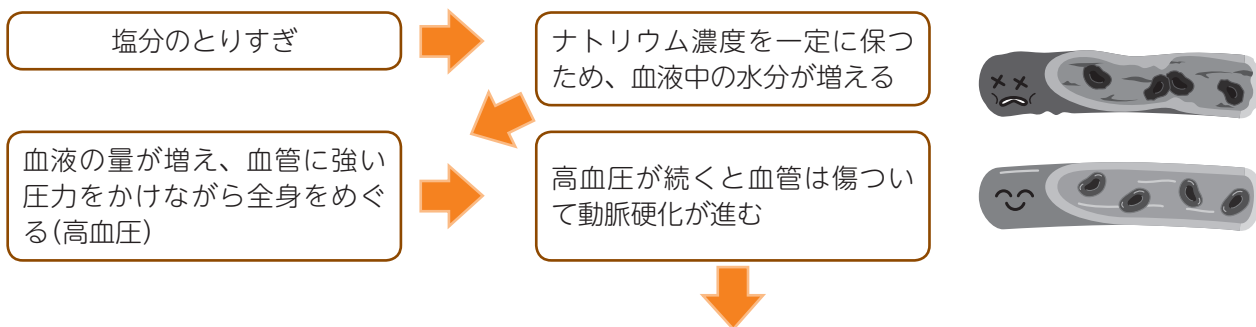 塩分のとりすぎ
ナトリウム濃度を一定に保つ
ため、血液中の水分が増える
血液の量が増え、血管に強い
圧力をかけながら全身をめぐ
る(高血圧)
高血圧が続くと血管は傷つい
て動脈硬化が進む